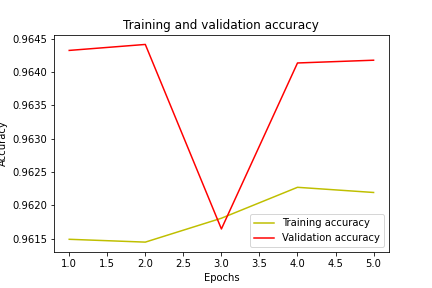 Training and validation accuracy
0.9645
0.9640
0.9635
0.9630
0.9625
0.9620
0.9615
Accuracy
1.0 1.5 2.0 2.5 3.0 3.5 4.0 4.5 5.0
Epochs
Training accuracy
Validation accuracy